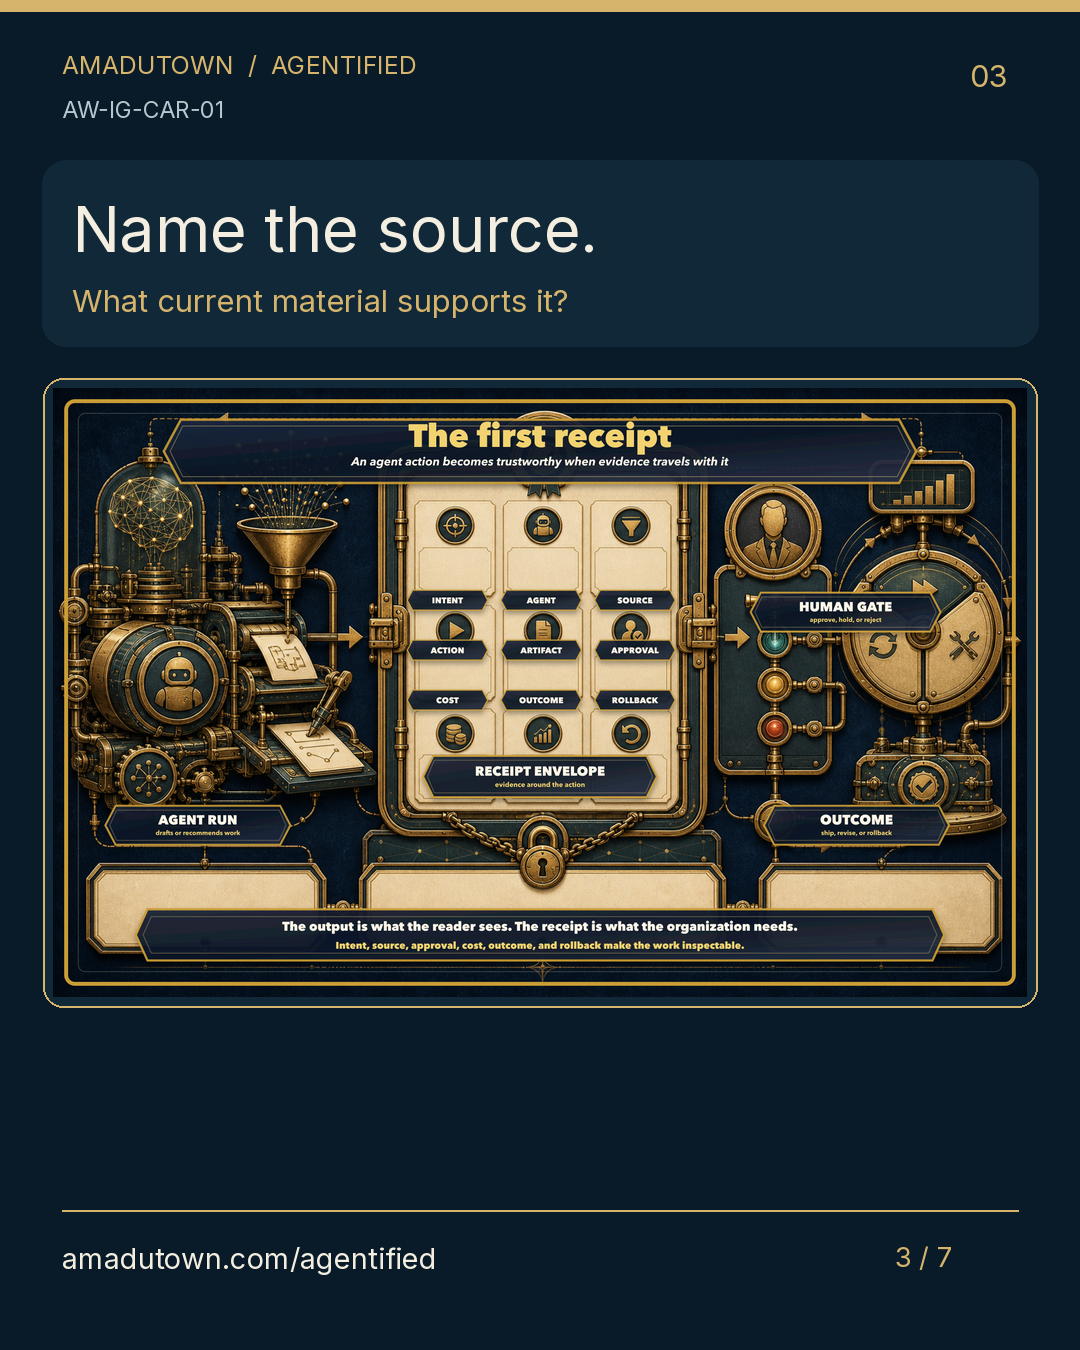 AMADUTOWN / AGENTIFIED
03
AW-IG-CAR-01
Name the source.
What current material supports it?
The first receipt
An agent action becomes trustworthy when evidence travels with it
INTENT
AGENT
SOURCE
HUMAN GATE
approve, hold, or reject
ACTION
ARTIFACT
APPROVAL
COST
OUTCOME
ROLLBACK
RECEIPT ENVELOPE
evidence around the action
AGENT RUN
drafts or recommends work
OUTCOME
ship, revise, or rollback
The output is what the reader sees. The receipt is what the organization needs.
Intent, source, approval, cost, outcome, and rollback make the work inspectable.
amadutown.com/agentified
3 / 7